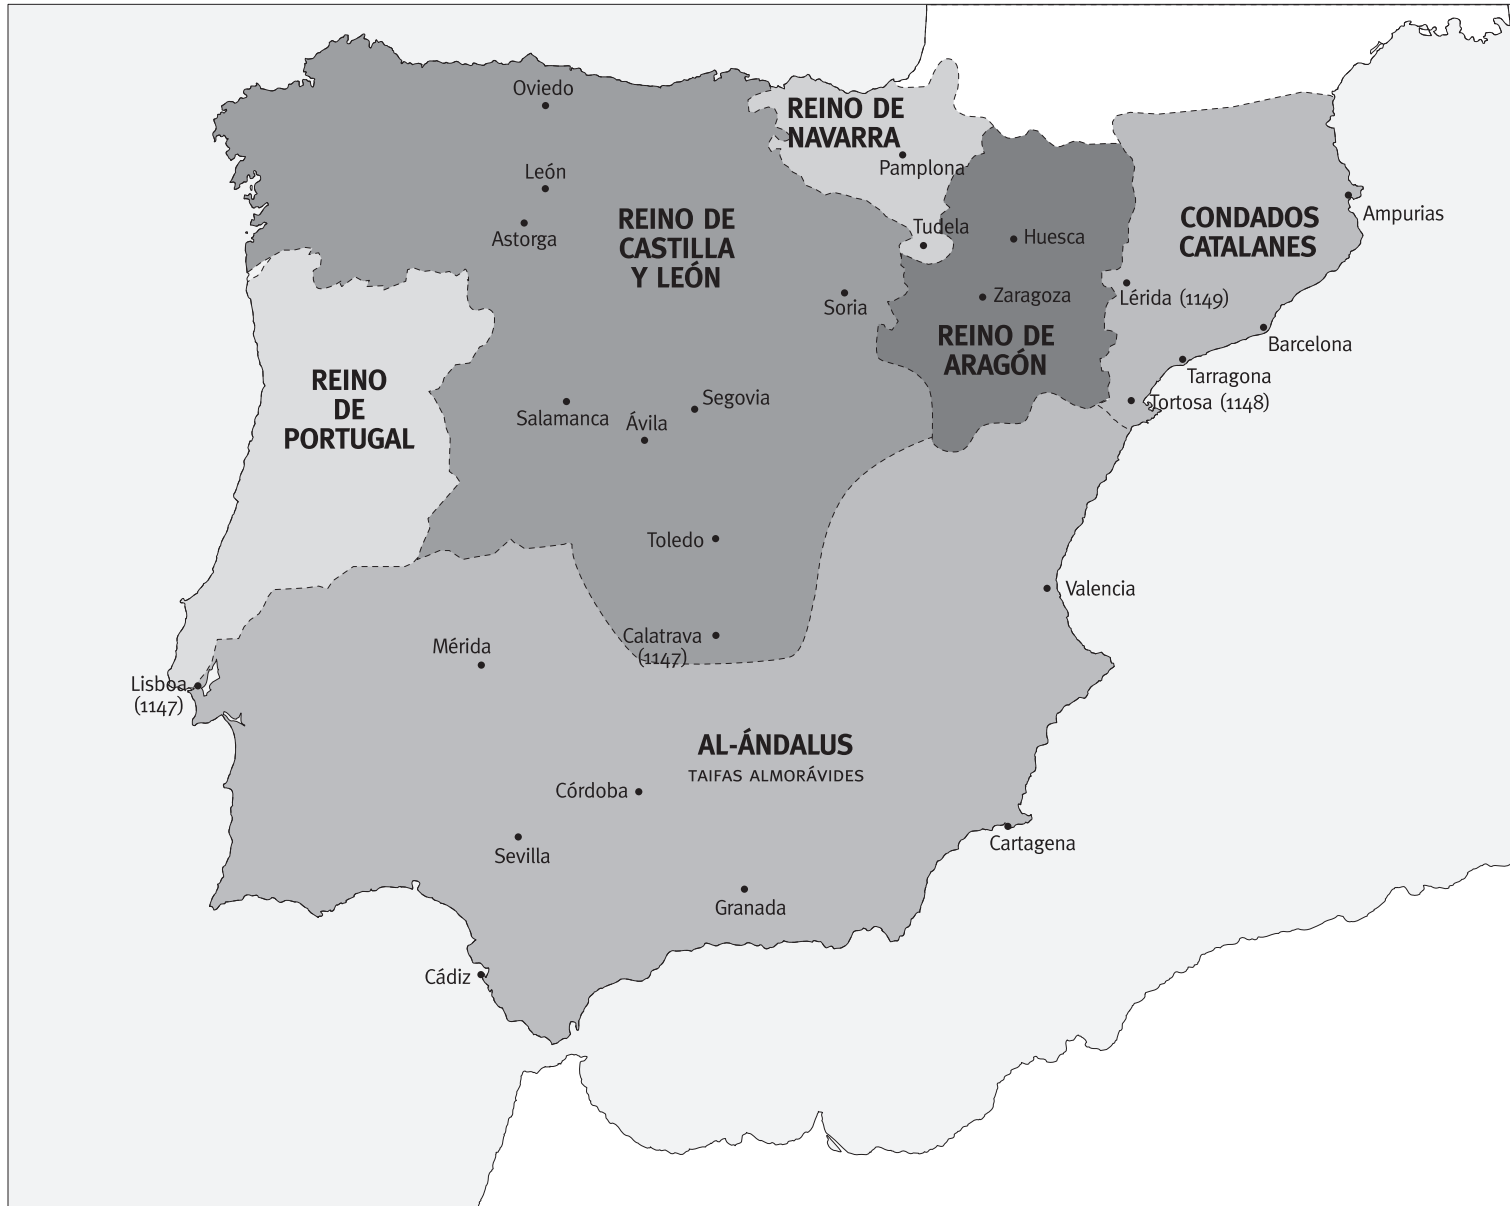 Oviedo
León
Astorga
REINO DE
CASTILLA
Y LEÓN
REINO DE
NAVARRA
Pamplona
Tudela
Huesca
Zaragoza
REINO DE
ARAGÓN
CONDADOS
CATALANES
Ampurias
Lérida (1149)
Barcelona
Tarragona
Tortosa (1148)
Soria
REINO
DE
PORTUGAL
Salamanca
Ávila
Segovia
Toledo
Calatrava
(1147)
Valencia
Mérida
Lisboa
(1147)
AL-ÁNDALUS
TAIFAS ALMORÁVIDES
Córdoba
Sevilla
Cartagena
Granada
Cádiz